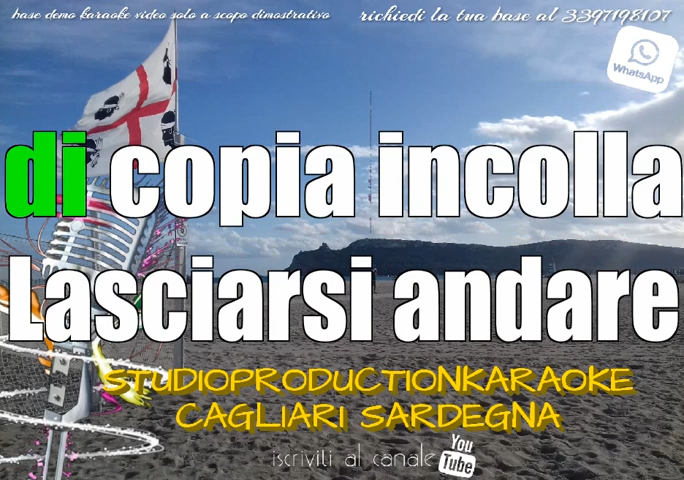 base demo karaoke video solo a scopo dimostrativo
richiedi la tua base al 3397198107
WhatsApp
di copia incolla
Lasciarsi andare
STUDIOPRODUCTIONKARAOKE
CAGLIARI SARDEGNA
iscriviti al canale You Tube